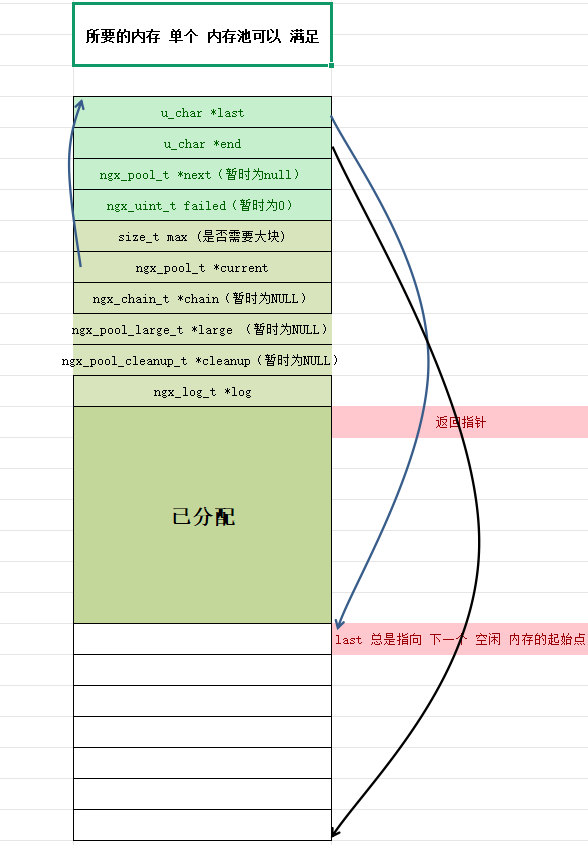 所要的内存 单个 内存池可以 满足
u_char *last
u_char *end
ngx_pool_t *next（暂时为null）
ngx_uint_t failed（暂时为0）
size_t max (是否需要大块)
ngx_pool_t *current
ngx_chain_t *chain（暂时为NULL）
ngx_pool_large_t *large （暂时为NULL）
ngx_pool_cleanup_t *cleanup（暂时为NULL）
ngx_log_t *log
返回指针
已分配
last 总是指向 下一个 空闲 内存的起始点